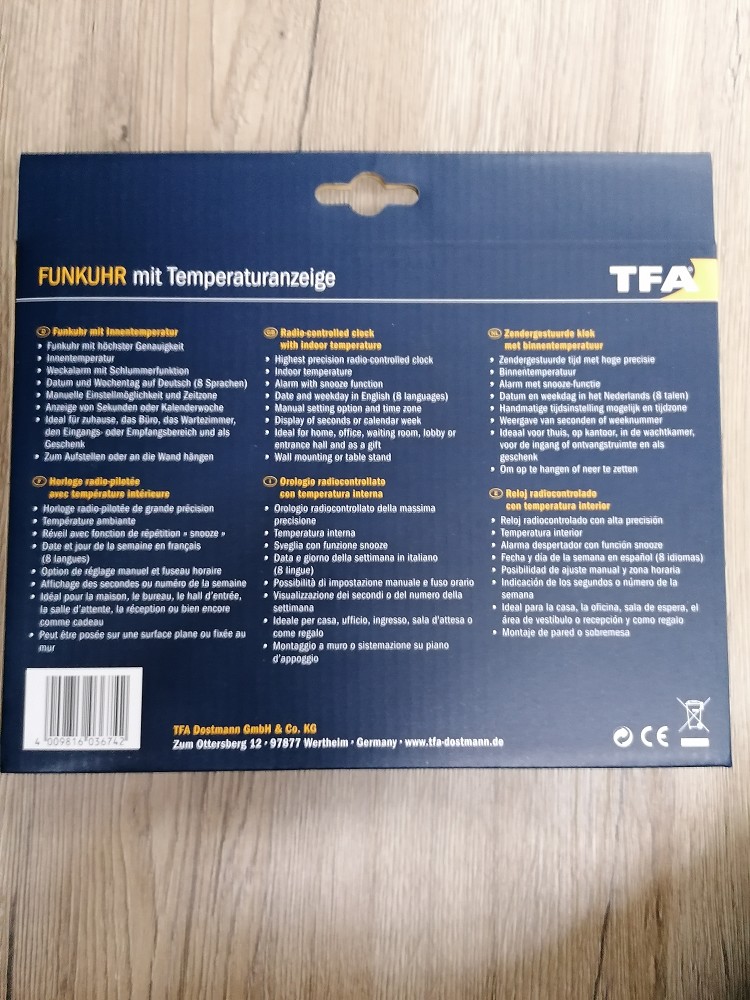 FUNKUHR mit Temperaturanzeige
TFA
D Funkuhr mit Innentemperatur
• Funkuhr mit höchster Genauigkeit
• Innentemperatur
• Weckalarm mit Schlummerfunktion
• Datum und Wochentag auf Deutsch (8 Sprachen)
• Manuelle Einstellmöglichkeit und Zeitzone
• Anzeige von Sekunden oder Kalenderwoche
• Ideal für zuhause, das Büro, das Wartezimmer,
den Eingangs- oder Empfangsbereich und als
Geschenk
• Zum Aufstellen oder an die Wand hängen
GB Radio-controlled clock
with indoor temperature
• Highest precision radio-controlled clock
• Indoor temperature
• Alarm with snooze function
• Date and weekday in English (8 languages)
• Manual setting option and time zone
• Display of seconds or calendar week
• Ideal for home, office, waiting room, lobby or
entrance hall and as a gift
• Wall mounting or table stand
NL Zendergestuurde klok
met binnentemperatuur
• Zendergestuurde tijd met hoge precisie
• Binnentemperatuur
• Alarm met snooze-functie
• Datum en weekdag in het Nederlands (8 talen)
• Handmatige tijdsinstelling mogelijk en tijdzone
• Weergave van seconden of weeknummer
• Ideaal voor thuis, op kantoor, in de wachtkamer,
voor de ingang of ontvangstruimte en als
geschenk
• Om op te hangen of neer te zetten
F Horloge radio-pilotée
avec température intérieure
• Horloge radio-pilotée de grande précision
• Température ambiante
• Réveil avec fonction de répétition » snooze »
• Date et jour de la semaine en français
(8 langues)
• Option de réglage manuel et fuseau horaire
• Affichage des secondes ou numéro de la semaine
• Idéal pour la maison, le bureau, le hall d'entrée,
la salle d'attente, la réception ou bien encore
comme cadeau
• Peut être posée sur une surface plane ou fixée au
mur
I Orologio radiocontrollato
con temperatura interna
• Orologio radiocontrollato della massima
precisione
• Temperatura interna
• Sveglia con funzione snooze
• Data e giorno della settimana in italiano
(8 lingue)
• Possibilità di impostazione manuale e fuso orario
• Visualizzazione dei secondi o del numero della
settimana
• Ideale per casa, ufficio, ingresso, sala d'attesa o
come regalo
• Montaggio a muro o sistemazione su piano
d'appoggio
E Reloj radiocontrolado
con temperatura interior
• Reloj radiocontrolado con alta precisión
• Temperatura interior
• Alarma despertador con función snooze
• Fecha y día de la semana en español (8 idiomas)
• Posibilidad de ajuste manual y zona horaria
• Indicación de los segundos o número de la
semana
• Ideal para la casa, la oficina, sala de espera, el
área de vestíbulo o recepción y como regalo
• Montaje de pared o sobremesa
4 009816 036742
TFA Dostmann GmbH & Co. KG
Zum Ottersberg 12 · 97877 Wertheim · Germany · www.tfa-dostmann.de
CE